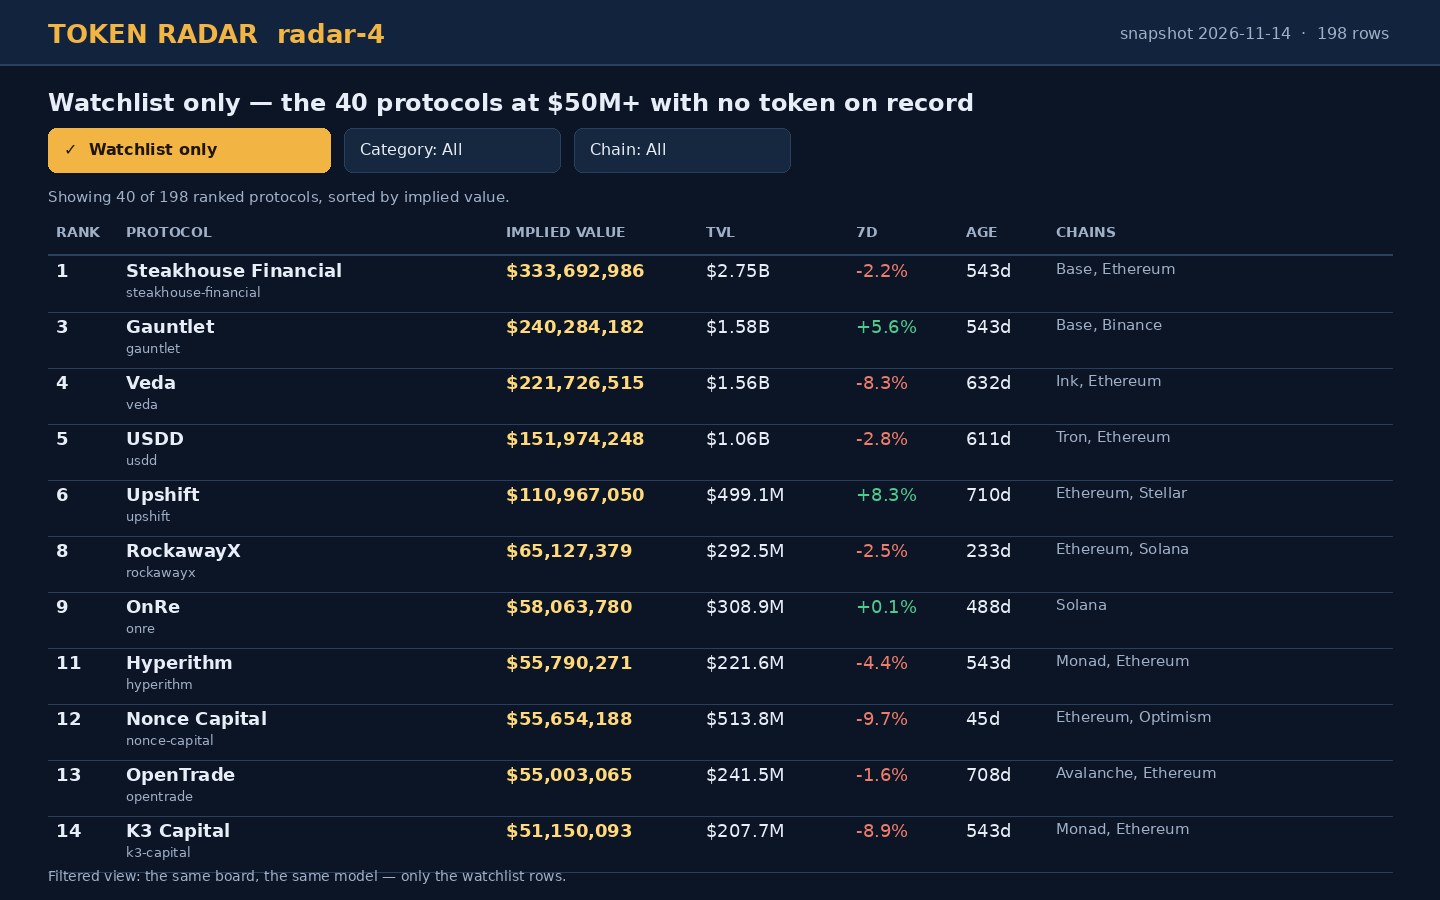 TOKEN RADAR radar-4
snapshot 2026-11-14 · 198 rows
Watchlist only — the 40 protocols at $50M+ with no token on record
✓ Watchlist only
Category: All
Chain: All
Showing 40 of 198 ranked protocols, sorted by implied value.
RANK PROTOCOL IMPLIED VALUE TVL 7D AGE CHAINS
1 Steakhouse Financial $333,692,986 $2.75B -2.2% 543d Base, Ethereum
steakhouse-financial
3 Gauntlet $240,284,182 $1.58B +5.6% 543d Base, Binance
gauntlet
4 Veda $221,726,515 $1.56B -8.3% 632d Ink, Ethereum
veda
5 USDD $151,974,248 $1.06B -2.8% 611d Tron, Ethereum
usdd
6 Upshift $110,967,050 $499.1M +8.3% 710d Ethereum, Stellar
upshift
8 RockawayX $65,127,379 $292.5M -2.5% 233d Ethereum, Solana
rockawayx
9 OnRe $58,063,780 $308.9M +0.1% 488d Solana
onre
11 Hyperithm $55,790,271 $221.6M -4.4% 543d Monad, Ethereum
hyperithm
12 Nonce Capital $55,654,188 $513.8M -9.7% 45d Ethereum, Optimism
nonce-capital
13 OpenTrade $55,003,065 $241.5M -1.6% 708d Avalanche, Ethereum
opentrade
14 K3 Capital $51,150,093 $207.7M -8.9% 543d Monad, Ethereum
k3-capital
Filtered view: the same board, the same model — only the watchlist rows.